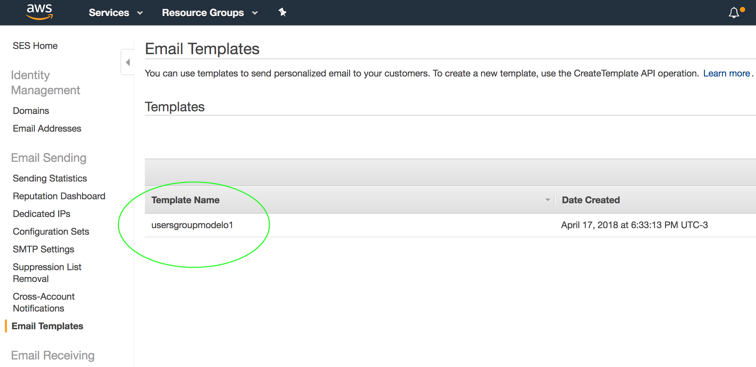 aws
Services
Resource Groups
SES Home
Identity
Management
Domains
Email Addresses
Email Sending
Sending Statistics
Reputation Dashboard
Dedicated IPs
Configuration Sets
SMTP Settings
Suppression List
Removal
Cross-Account
Notifications
Email Templates
Email Receiving
Email Templates
You can use templates to send personalized email to your customers. To create a new template, use the CreateTemplate API operation. Learn more.
Templates
Template Name
Date Created
usersgroupmodelo1
April 17, 2018 at 6:33:13 PM UTC-3